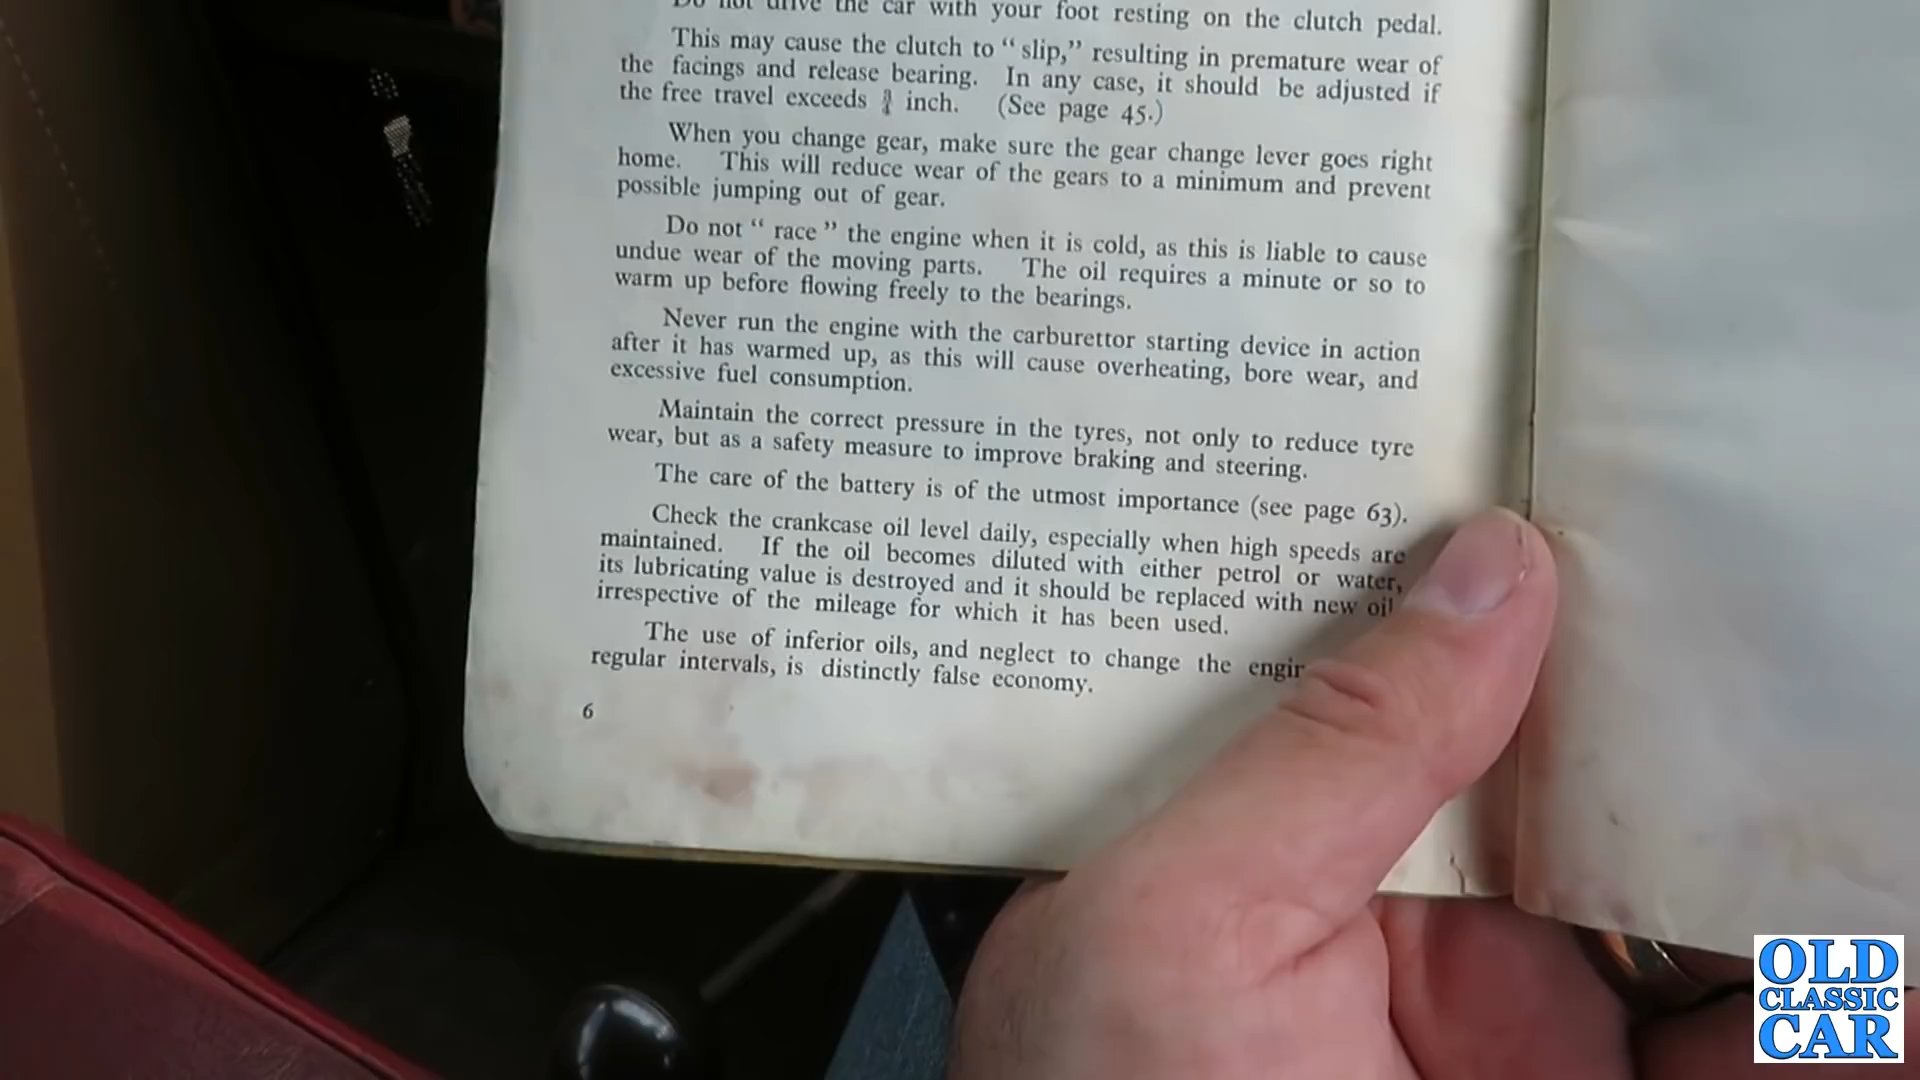 Do not drive the car with your foot resting on the clutch pedal.
This may cause the clutch to “ slip,” resulting in premature wear of
the facings and release bearing. In any case, it should be adjusted if
the free travel exceeds ¾ inch. (See page 45.)
When you change gear, make sure the gear change lever goes right
home. This will reduce wear of the gears to a minimum and prevent
possible jumping out of gear.
Do not “ race ” the engine when it is cold, as this is liable to cause
undue wear of the moving parts. The oil requires a minute or so to
warm up before flowing freely to the bearings.
Never run the engine with the carburettor starting device in action
after it has warmed up, as this will cause overheating, bore wear, and
excessive fuel consumption.
Maintain the correct pressure in the tyres, not only to reduce tyre
wear, but as a safety measure to improve braking and steering.
The care of the battery is of the utmost importance (see page 63).
Check the crankcase oil level daily, especially when high speeds are
maintained. If the oil becomes diluted with either petrol or water,
its lubricating value is destroyed and it should be replaced with new oil
irrespective of the mileage for which it has been used.
The use of inferior oils, and neglect to change the
regular intervals, is distinctly false economy.
6
OLD
CLASSIC
CAR